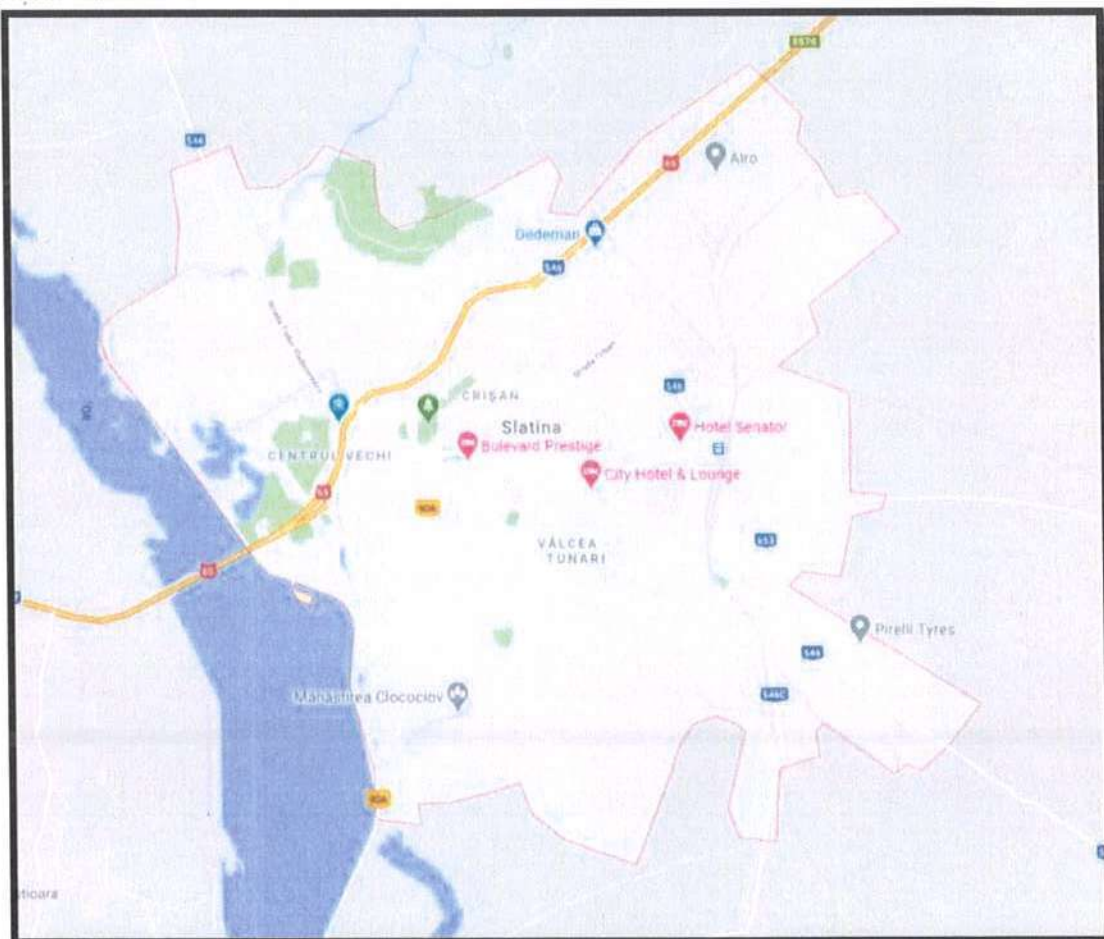 E574
546
65
Alro
Dedeman
546
CRIȘAN
546
Slatina
Hotel Senator
Bulevard Prestige
CENTRUL VECHI
City Hotel & Lounge
65
653
VÂLCEA -
TUNARI
65
Pirelli Tyres
546
546C
Mănăstirea Clocociov